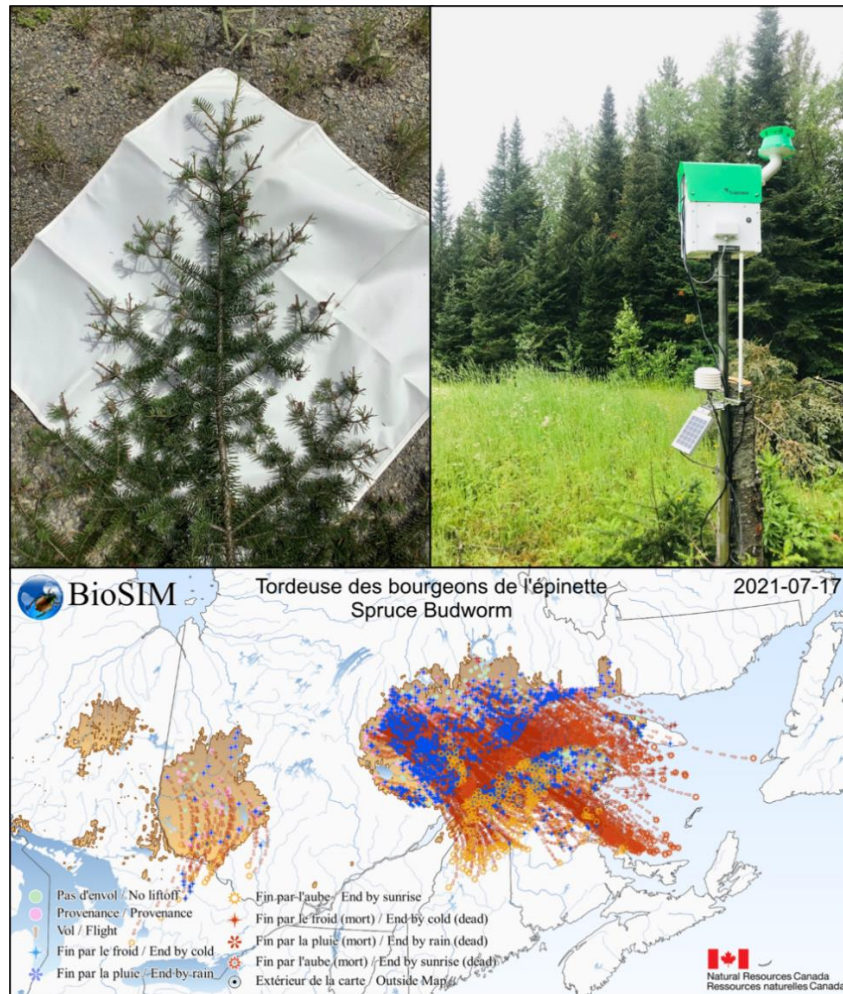 BioSIM
Tordeuse des bourgeons de l'épinette
Spruce Budworm
2021-07-17
Pas d'envol / No liftoff
Provenance / Provenance
Vol / Flight
Fin par le froid / End by cold
Fin par la pluie / End by rain
Fin par l'aube / End by sunrise
Fin par le froid (mort) / End by cold (dead)
Fin par la pluie (mort) / End by rain (dead)
Fin par l'aube (mort) / End by sunrise (dead)
Extérieur de la carte / Outside Map
Natural Resources Canada
Ressources naturelles Canada